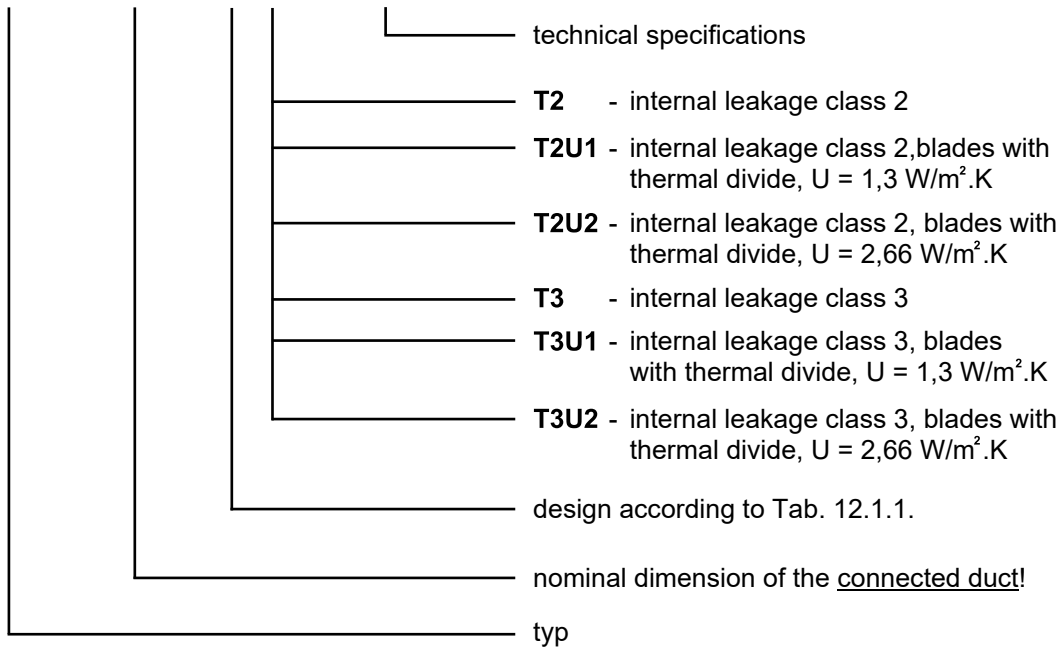 technical specifications
T2 - internal leakage class 2
T2U1 - internal leakage class 2,blades with
thermal divide, U = 1,3 W/m².K
T2U2 - internal leakage class 2, blades with
thermal divide, U = 2,66 W/m².K
T3 - internal leakage class 3
T3U1 - internal leakage class 3, blades
with thermal divide, U = 1,3 W/m².K
T3U2 - internal leakage class 3, blades with
thermal divide, U = 2,66 W/m².K
design according to Tab. 12.1.1.
nominal dimension of the connected duct!
typ